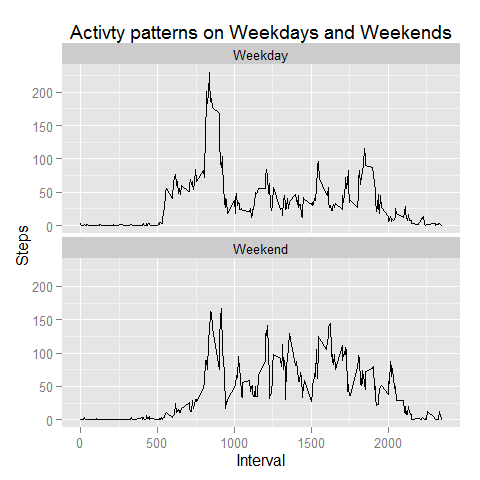 Activty patterns on Weekdays and Weekends
Weekday
200
150
100
50
0
Steps
Weekend
200
150
100
50
0
0 500 1000 1500 2000
Interval